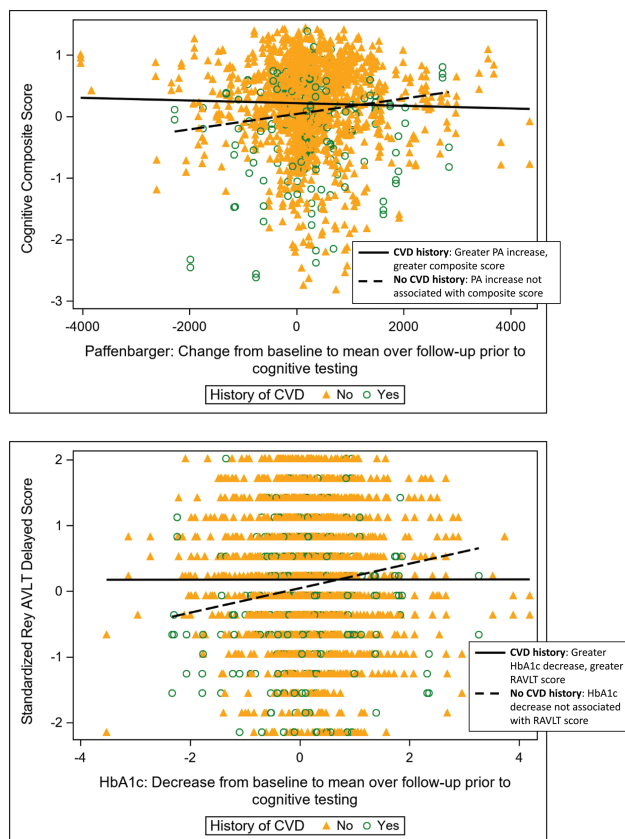 1
0
-1
-2
-3
Cognitive Composite Score
CVD history: Greater PA increase,
greater composite score
No CVD history: PA increase not
associated with composite score
-4000 -2000 0 2000 4000
Paffenbarger: Change from baseline to mean over follow-up prior to
cognitive testing
History of CVD No Yes
2
1
0
-1
-2
Standardized Rey AVLT Delayed Score
CVD history: Greater
HbA1c decrease, greater
RAVLT score
No CVD history: HbA1c
decrease not associated
with RAVLT score
-4 -2 0 2 4
HbA1c: Decrease from baseline to mean over follow-up prior to
cognitive testing
History of CVD No Yes